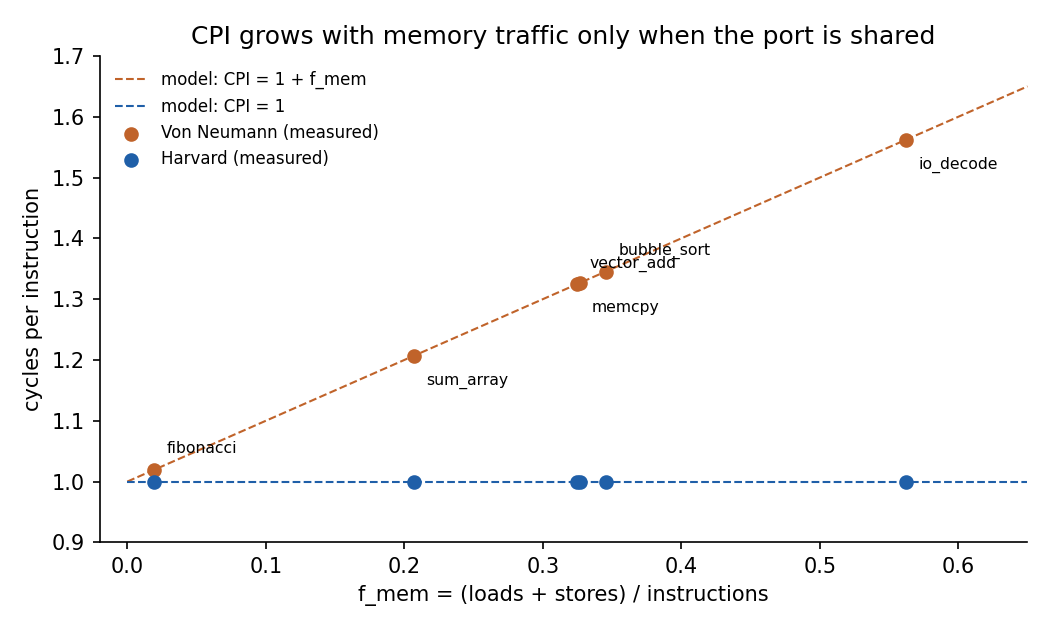 CPI grows with memory traffic only when the port is shared
model: CPI = 1 + f_mem
model: CPI = 1
Von Neumann (measured)
Harvard (measured)
cycles per instruction
1.7
1.6
1.5
1.4
1.3
1.2
1.1
1.0
0.9
io_decode
bubble_sort
vector_add
memcpy
sum_array
fibonacci
0.0 0.1 0.2 0.3 0.4 0.5 0.6
f_mem = (loads + stores) / instructions